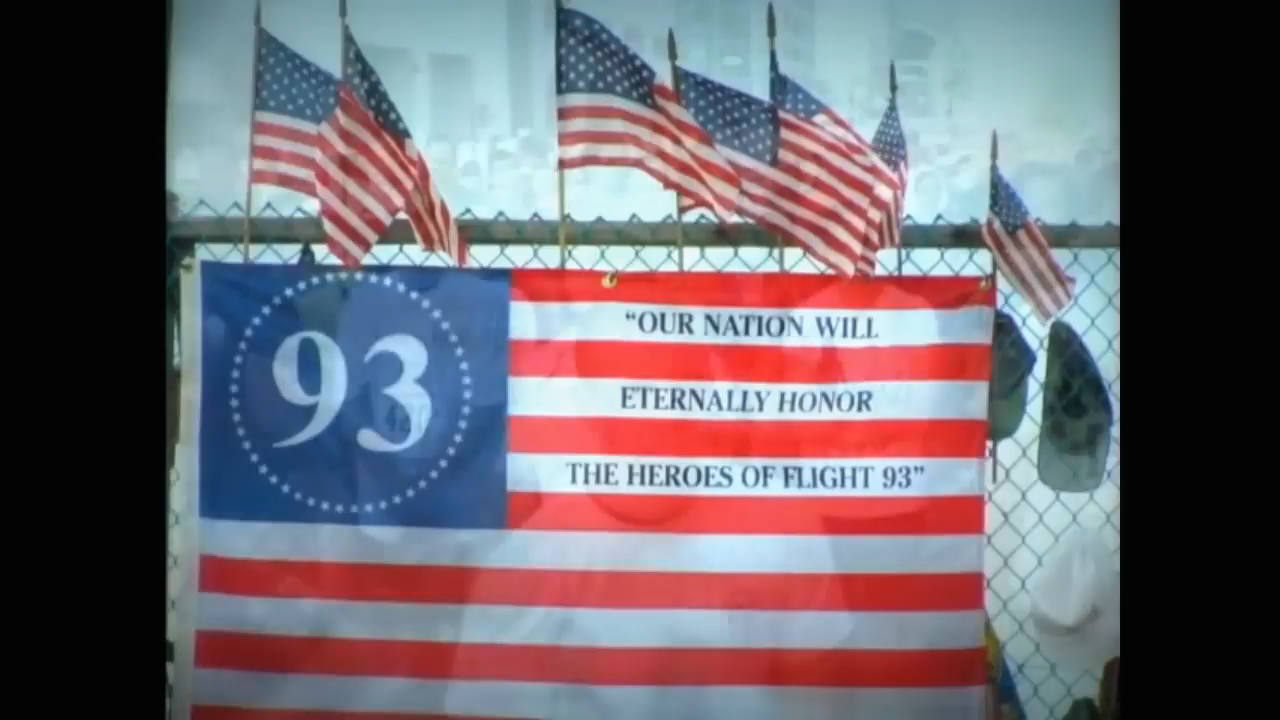 93
“OUR NATION WILL
ETERNALLY HONOR
THE HEROES OF FLIGHT 93”